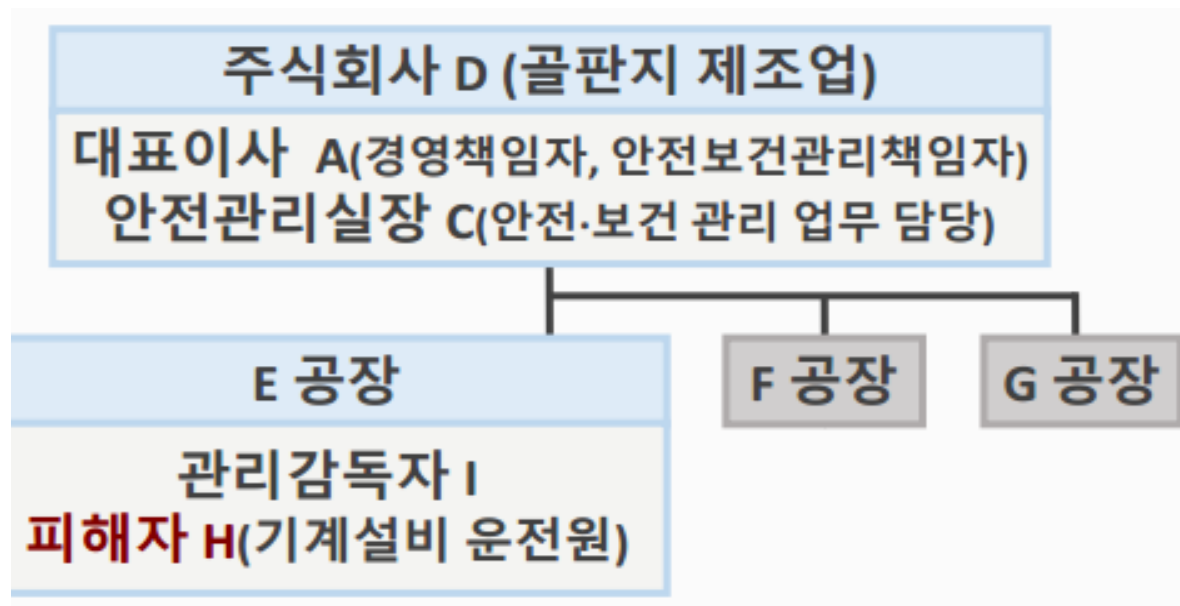 주식회사 D (골판지 제조업)
대표이사 A(경영책임자, 안전보건관리책임자)
안전관리실장 C(안전·보건 관리 업무 담당)
E 공장
F 공장
G 공장
관리감독자 I
피해자 H(기계설비 운전원)